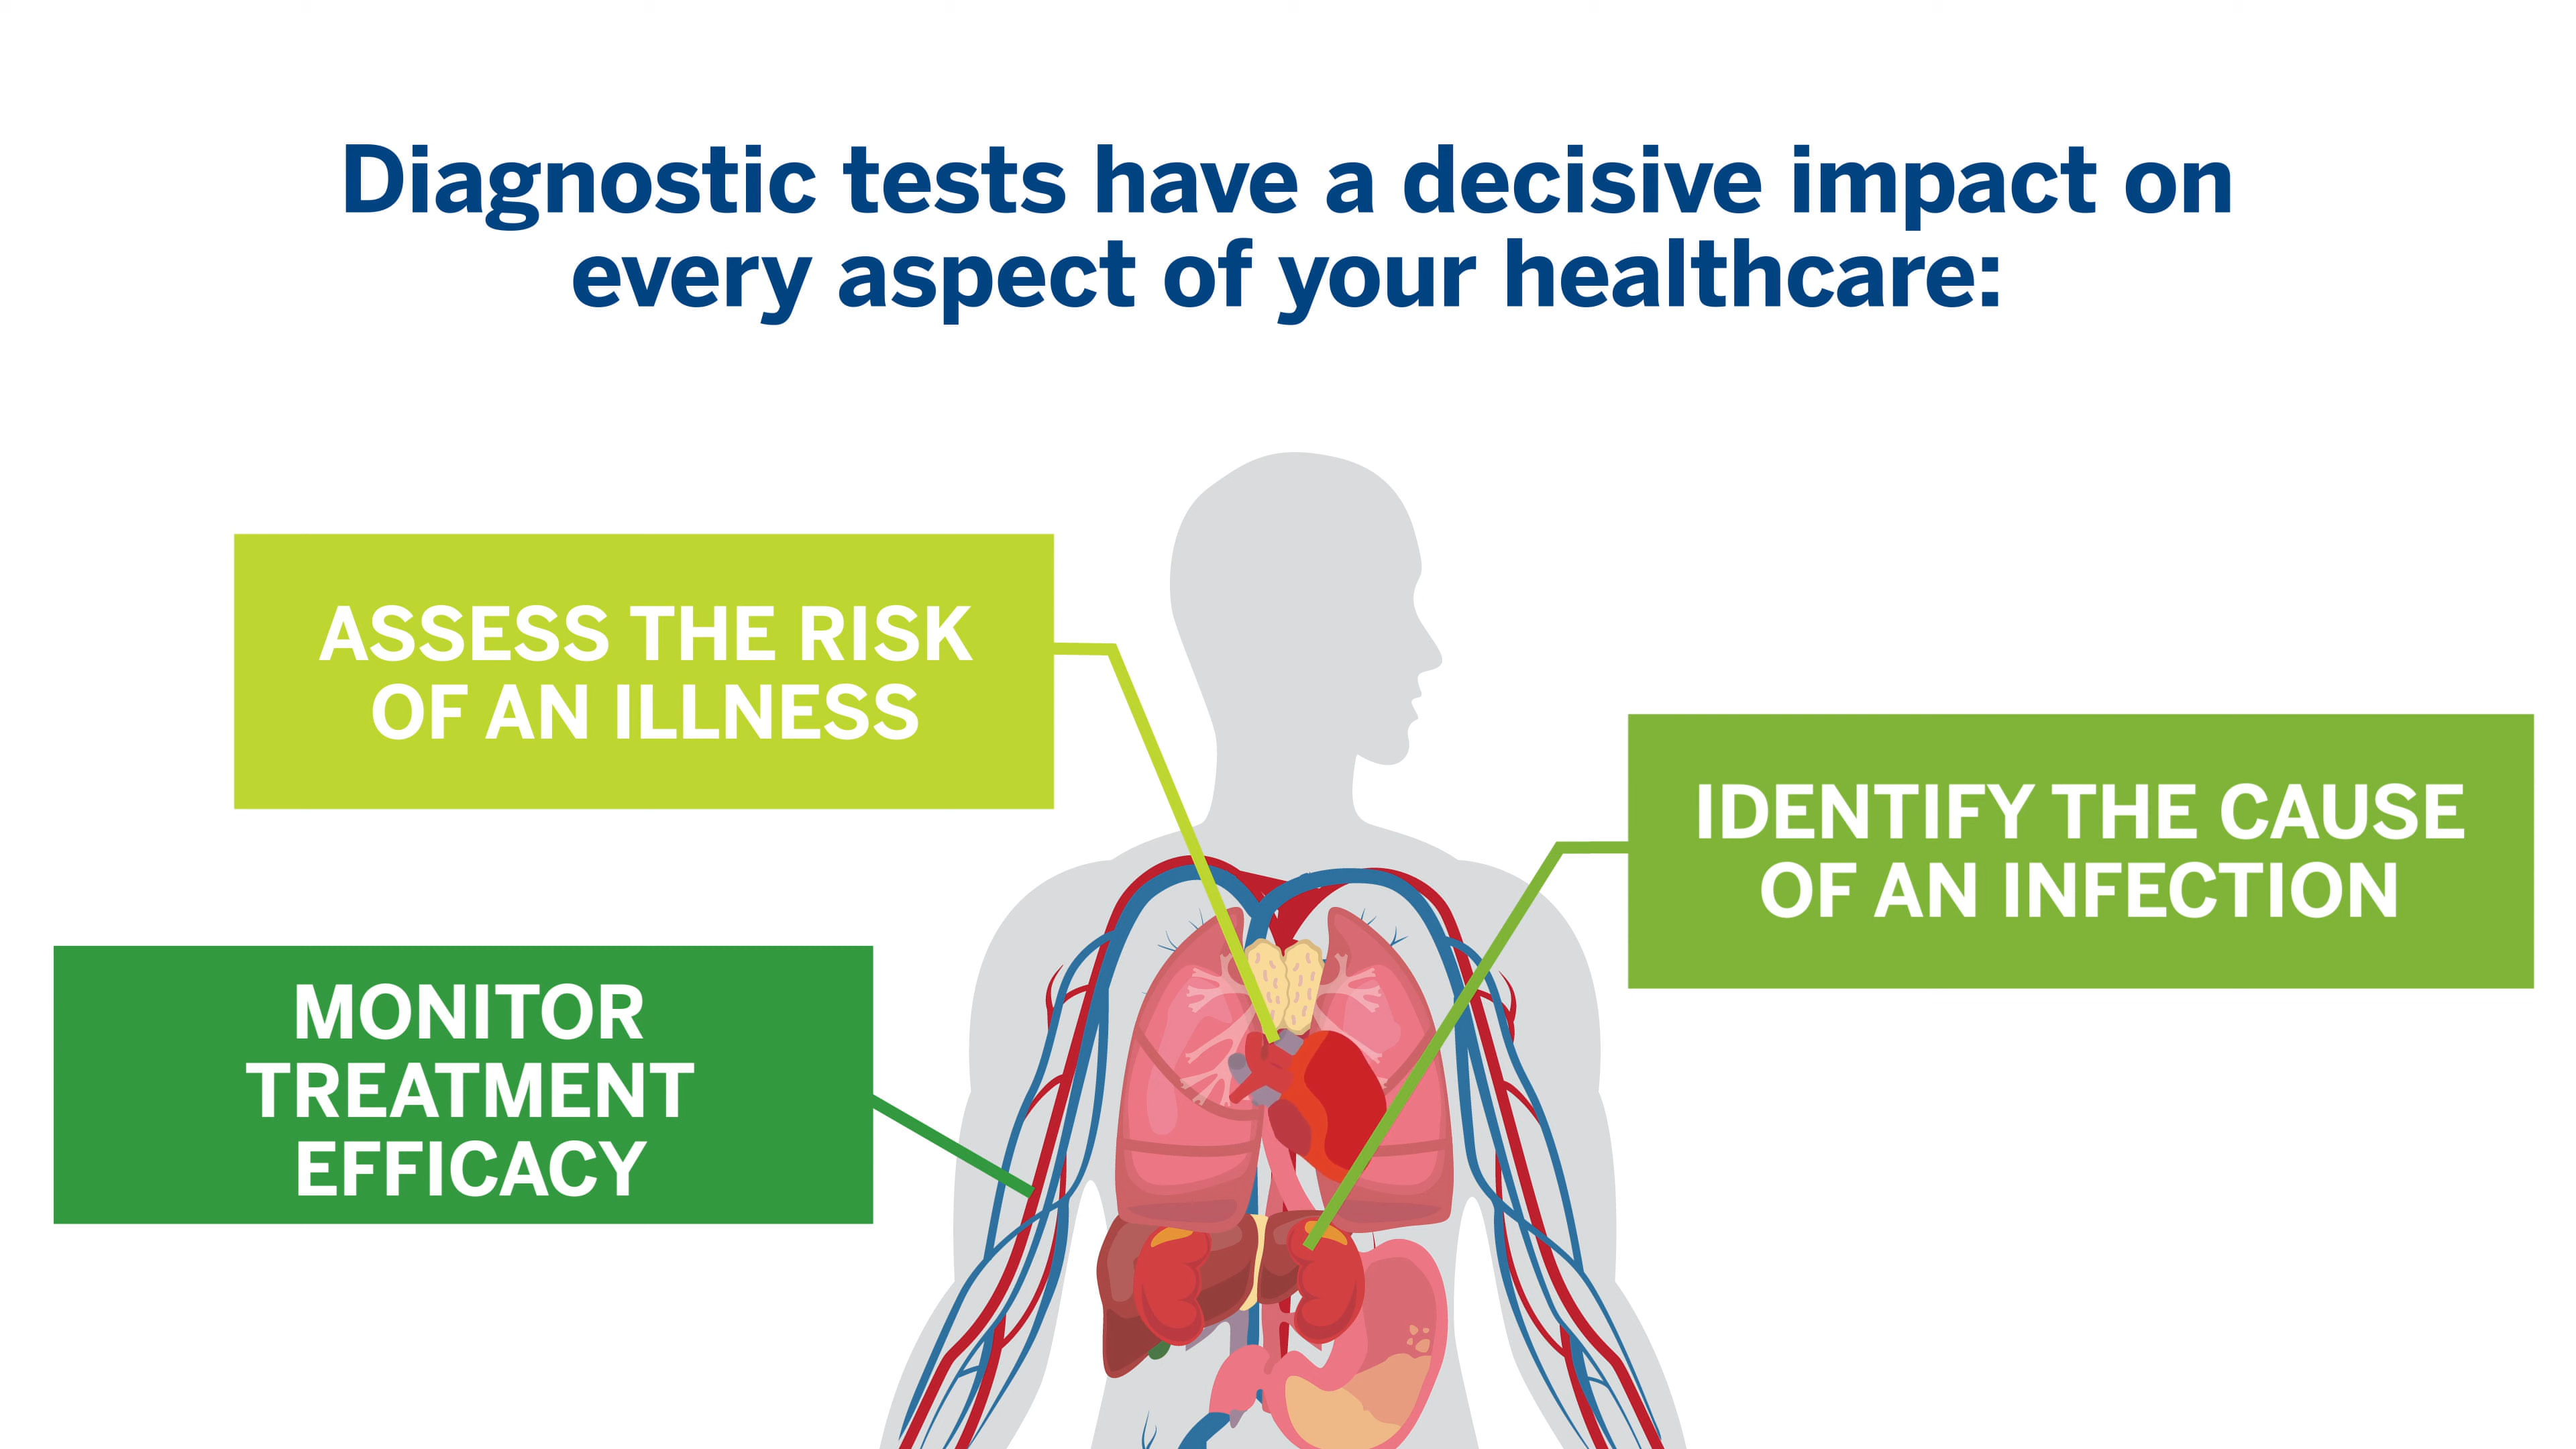 Diagnostic tests have a decisive impact on
every aspect of your healthcare:
ASSESS THE RISK
OF AN ILLNESS
IDENTIFY THE CAUSE
OF AN INFECTION
MONITOR
TREATMENT
EFFICACY